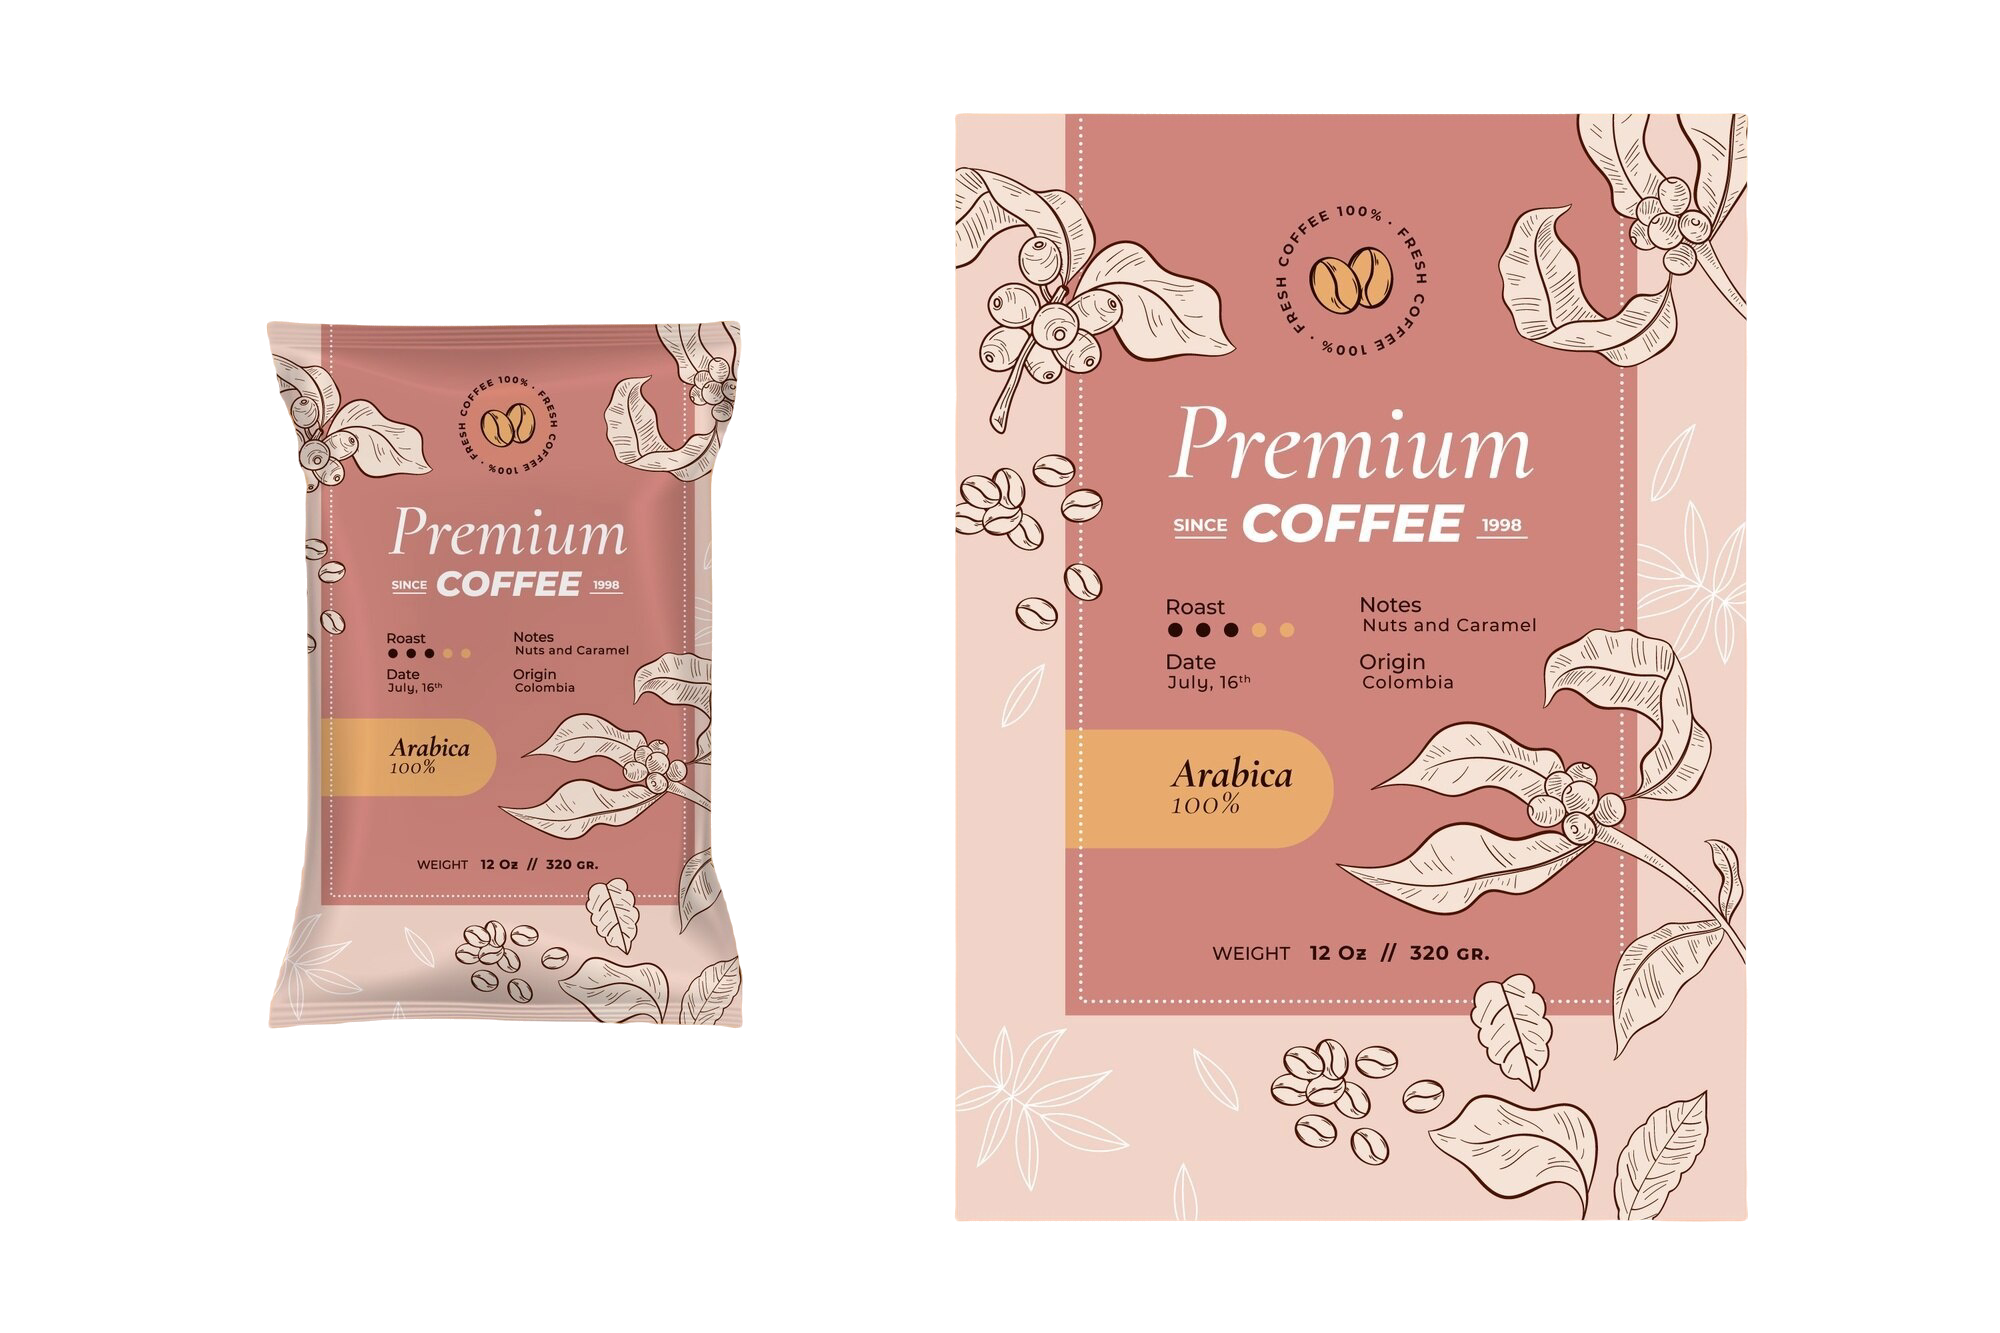 FRESH COFFEE 100% · FRESH COFFEE 100% ·
Premium
SINCE COFFEE 1998
Roast
Notes
Nuts and Caramel
Date
July, 16th
Origin
Colombia
Arabica
100%
WEIGHT 12 Oz // 320 GR.
FRESH COFFEE 100% · FRESH COFFEE 100% ·
Premium
SINCE COFFEE 1998
Roast
Notes
Nuts and Caramel
Date
July, 16th
Origin
Colombia
Arabica
100%
WEIGHT 12 Oz // 320 GR.